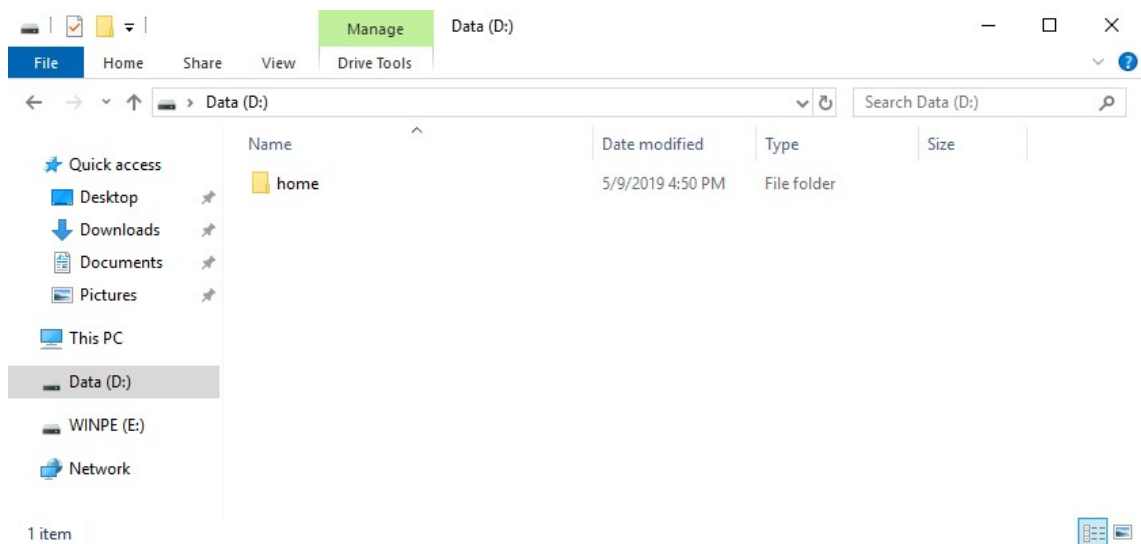 Manage Data (D:)
File Home Share View Drive Tools
Data (D:) Search Data (D:)
Name Date modified Type Size
Quick access
home 5/9/2019 4:50 PM File folder
Desktop
Downloads
Documents
Pictures
This PC
Data (D:)
WINPE (E:)
Network
1 item